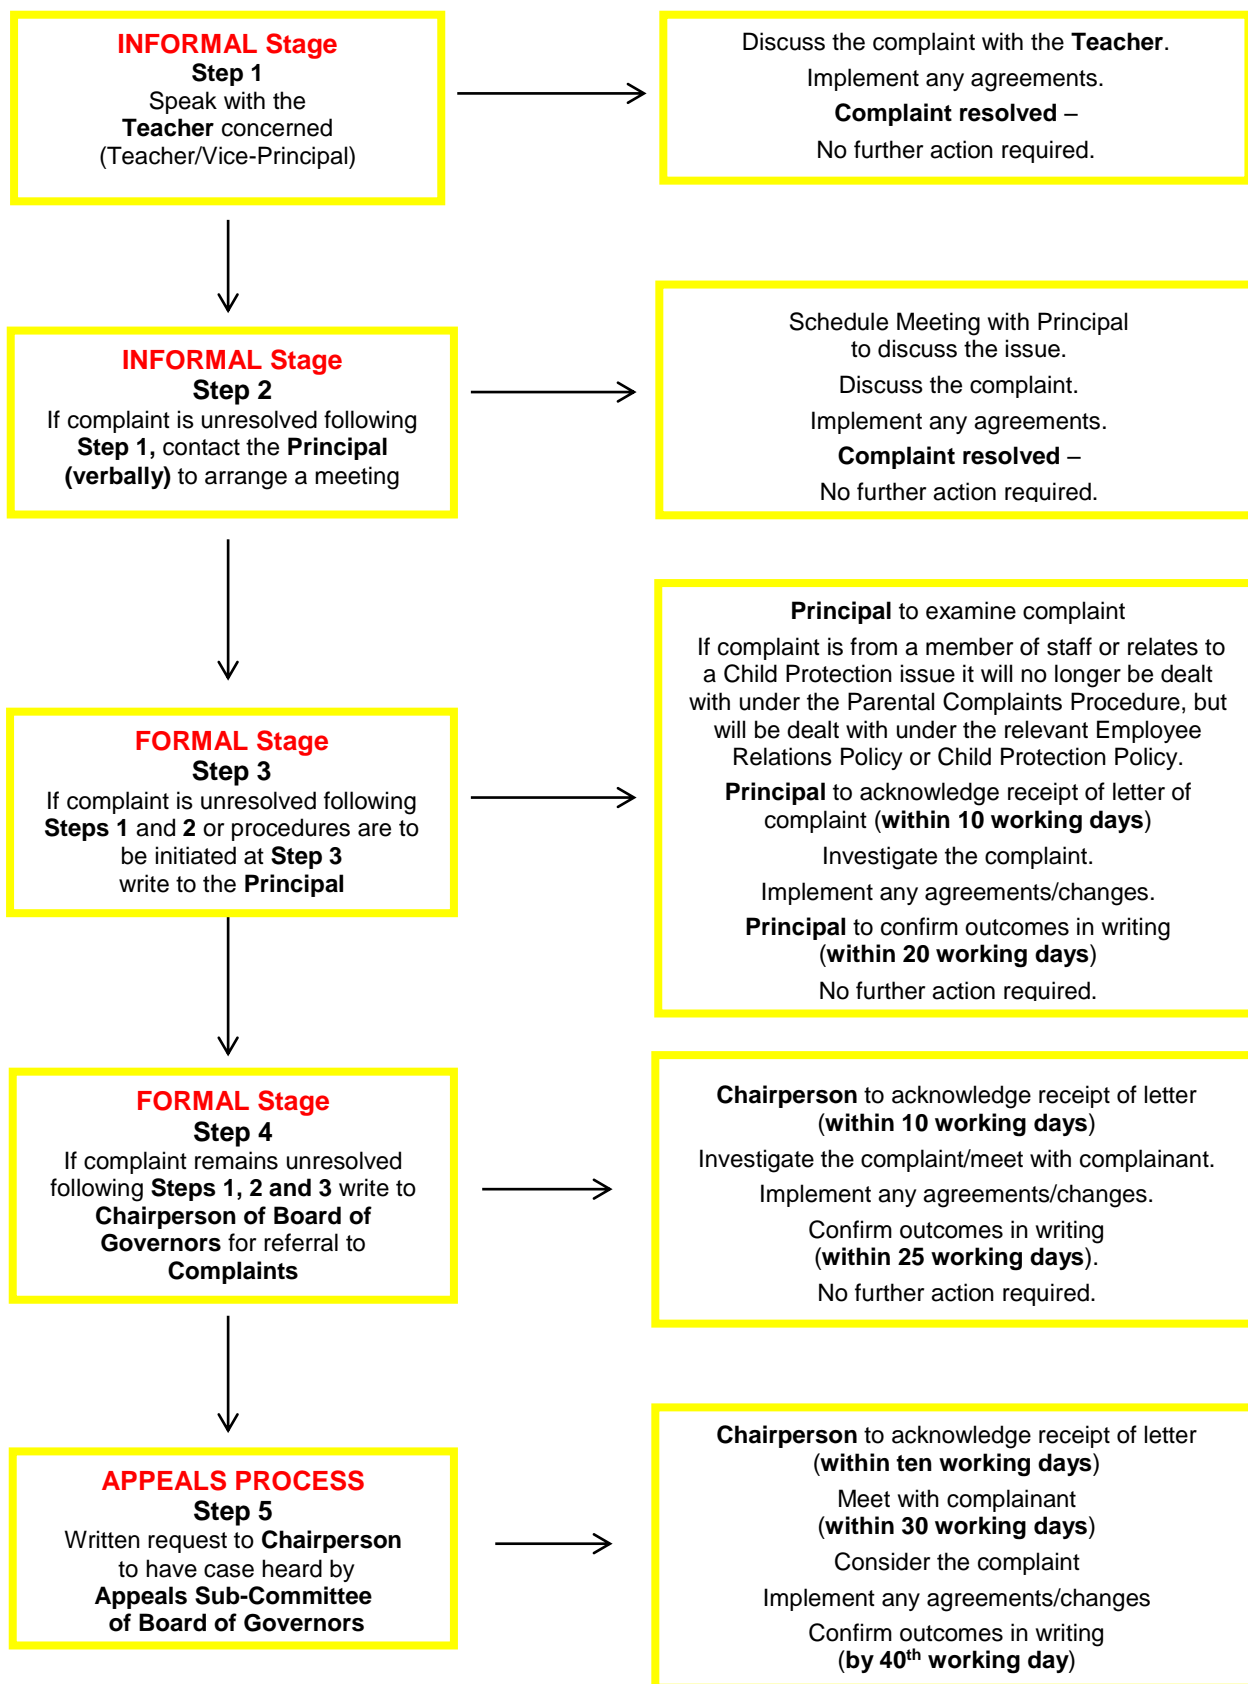 INFORMAL Stage
Step 1
Speak with the
Teacher concerned
(Teacher/Vice-Principal)
Discuss the complaint with the Teacher.
Implement any agreements.
Complaint resolved –
No further action required.
INFORMAL Stage
Step 2
If complaint is unresolved following
Step 1, contact the Principal
(verbally) to arrange a meeting
Schedule Meeting with Principal
to discuss the issue.
Discuss the complaint.
Implement any agreements.
Complaint resolved –
No further action required.
FORMAL Stage
Step 3
If complaint is unresolved following
Steps 1 and 2 or procedures are to
be initiated at Step 3
write to the Principal
Principal to examine complaint
If complaint is from a member of staff or relates to
a Child Protection issue it will no longer be dealt
with under the Parental Complaints Procedure, but
will be dealt with under the relevant Employee
Relations Policy or Child Protection Policy.
Principal to acknowledge receipt of letter of
complaint (within 10 working days)
Investigate the complaint.
Implement any agreements/changes.
Principal to confirm outcomes in writing
(within 20 working days)
No further action required.
FORMAL Stage
Step 4
If complaint remains unresolved
following Steps 1, 2 and 3 write to
Chairperson of Board of
Governors for referral to
Complaints
Chairperson to acknowledge receipt of letter
(within 10 working days)
Investigate the complaint/meet with complainant.
Implement any agreements/changes.
Confirm outcomes in writing
(within 25 working days).
No further action required.
APPEALS PROCESS
Step 5
Written request to Chairperson
to have case heard by
Appeals Sub-Committee
of Board of Governors
Chairperson to acknowledge receipt of letter
(within ten working days)
Meet with complainant
(within 30 working days)
Consider the complaint
Implement any agreements/changes
Confirm outcomes in writing
(by 40th working day)